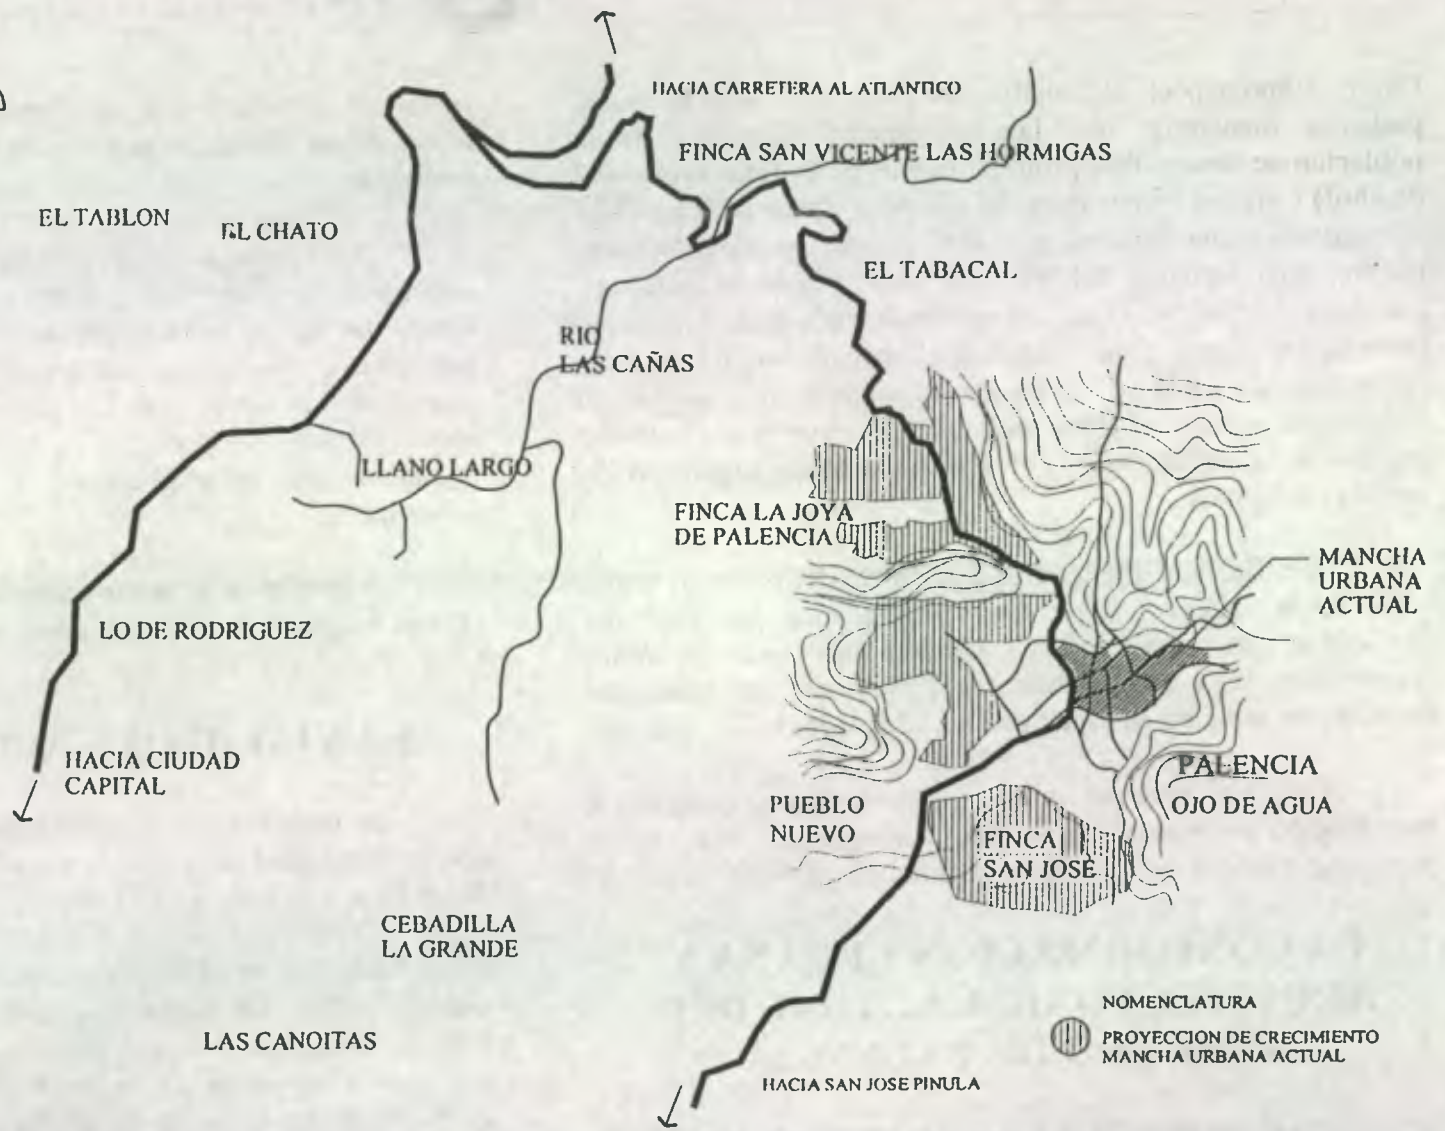 HACIA CARRETERA AL ATLANTICO
FINCA SAN VICENTE LAS HORMIGAS
EL TABLON
EL CHATO
EL TABACAL
RIO
LAS CAÑAS
LLANO LARGO
FINCA LA JOYA
DE PALENCIA
MANCHA
URBANA
ACTUAL
LO DE RODRIGUEZ
HACIA CIUDAD
CAPITAL
PALENCIA
OJO DE AGUA
PUEBLO
NUEVO
FINCA
SAN JOSE
CEBADILLA
LA GRANDE
LAS CANOITAS
NOMENCLATURA
PROYECCION DE CRECIMIENTO
MANCHA URBANA ACTUAL
HACIA SAN JOSE PINULA